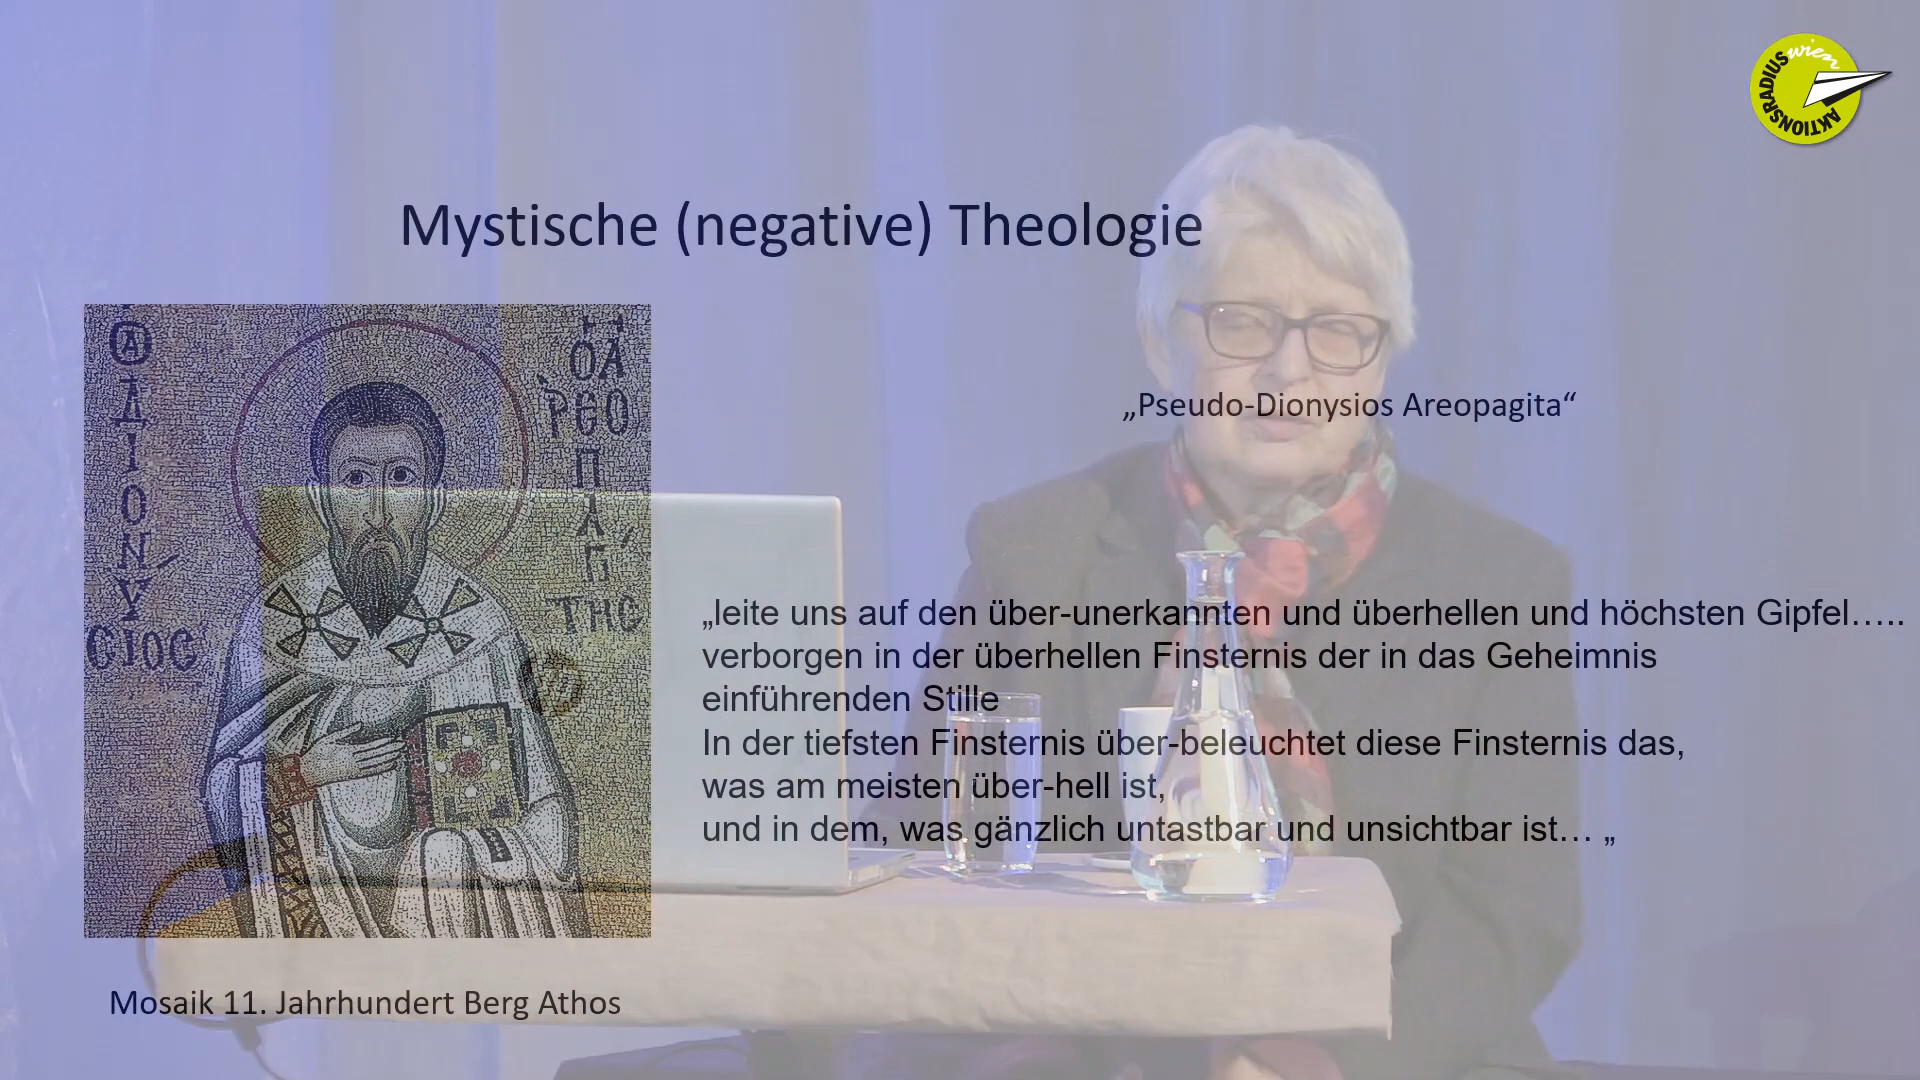 AKTIONSRADIUS wien
Mystische (negative) Theologie
„Pseudo-Dionysios Areopagita“
„leite uns auf den über-unerkannten und überhellen und höchsten Gipfel…..
verborgen in der überhellen Finsternis der in das Geheimnis
einführenden Stille
In der tiefsten Finsternis über-beleuchtet diese Finsternis das,
was am meisten über-hell ist,
und in dem, was gänzlich untastbar und unsichtbar ist… „
Mosaik 11. Jahrhundert Berg Athos